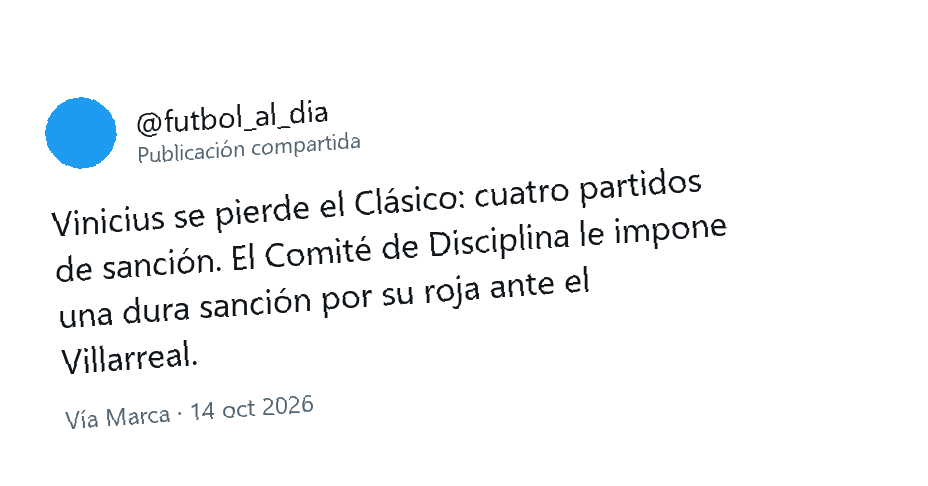 @futbol_al_dia
Publicación compartida
Vinicius se pierde el Clásico: cuatro partidos
de sanción. El Comité de Disciplina le impone
una dura sanción por su roja ante el
Villarreal.
Vía Marca · 14 oct 2026